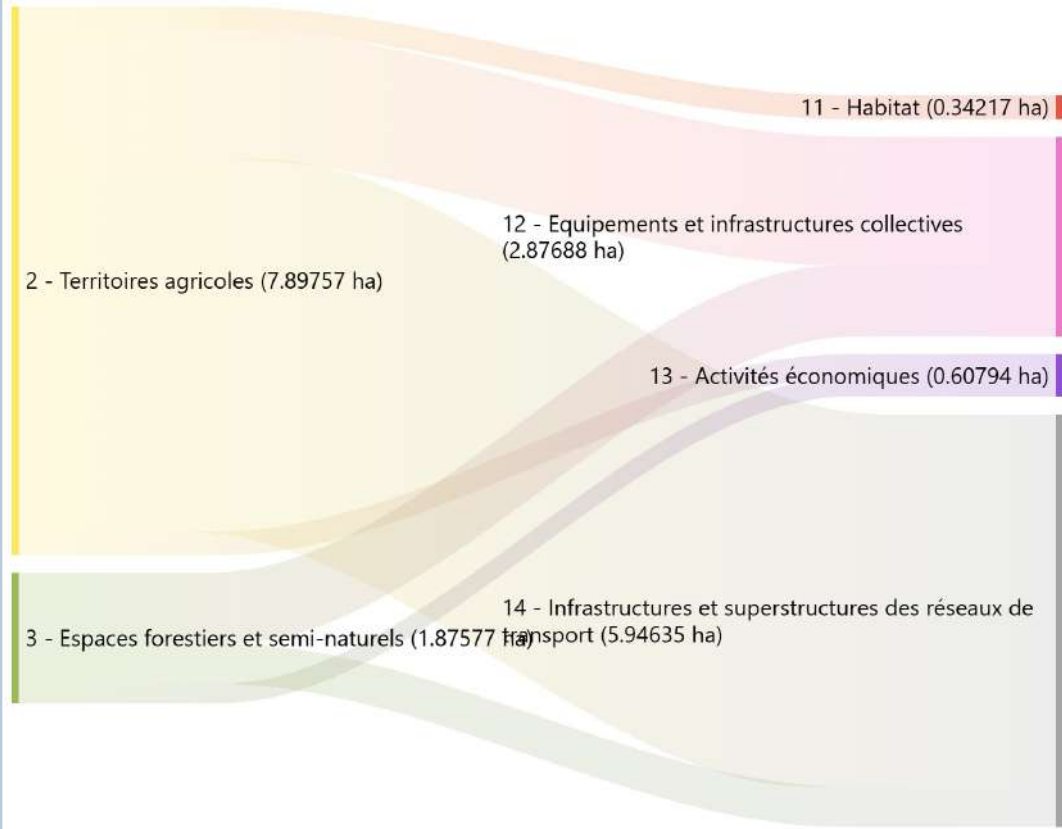 11 - Habitat (0.34217 ha)
12 - Equipements et infrastructures collectives
(2.87688 ha)
2 - Territoires agricoles (7.89757 ha)
13 - Activités économiques (0.60794 ha)
14 - Infrastructures et superstructures des réseaux de
transport (5.94635 ha)
3 - Espaces forestiers et semi-naturels (1.87577 ha)